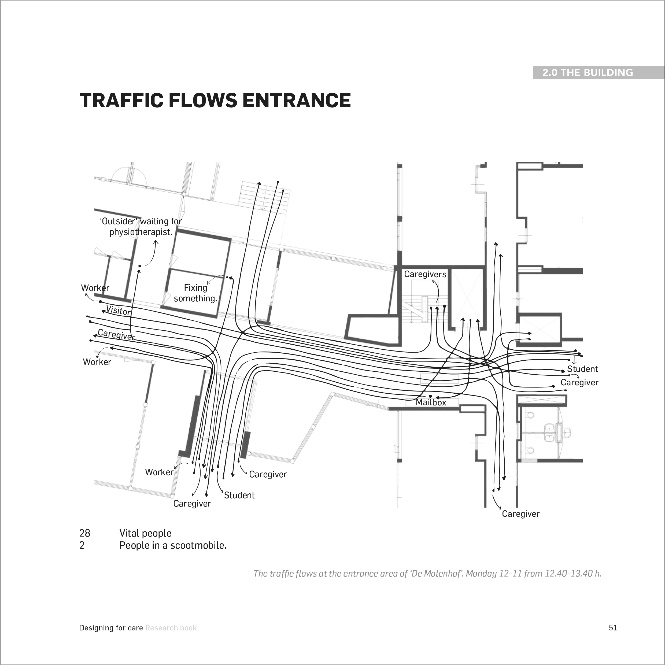 2.0 THE BUILDING
TRAFFIC FLOWS ENTRANCE
'Outsider' waiting for
physiotherapist.
Caregivers
Worker
Fixing
something.
Visitor
Caregiver
Worker
Student
Caregiver
Mailbox
Worker
Caregiver
Student
Caregiver
Caregiver
28 Vital people
2 People in a scootmobile.
The traffic flows at the entrance area of 'De Molenhof'. Monday 12-11 from 12.40-13.40 h.
Designing for care Research book
51